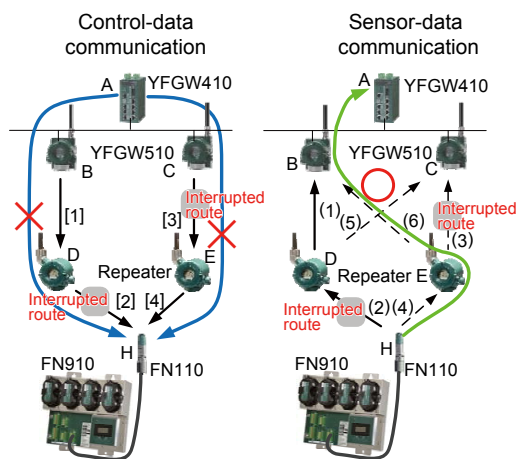 Control-data
communication
A
YFGW410
YFGW510
B
C
[1]
[3]
Interrupted
route
D
Repeater
E
Interrupted
route
[2]
[4]
H
FN910
FN110
Sensor-data
communication
A
YFGW410
YFGW510
B
C
(1)
(5)
(6)
Interrupted
route
(3)
D
Repeater E
Interrupted
route
(2)
(4)
H
FN910
FN110